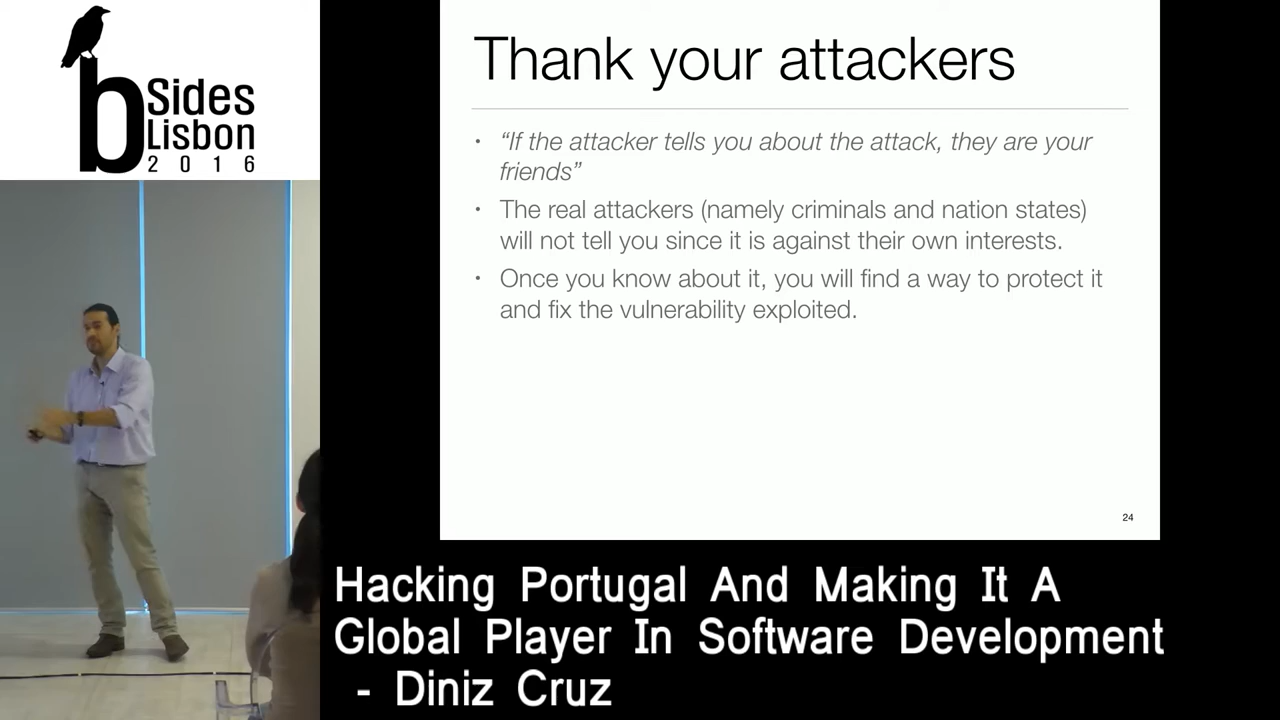 b Sides
Lisbon
2016
Thank your attackers
• “If the attacker tells you about the attack, they are your
friends”
• The real attackers (namely criminals and nation states)
will not tell you since it is against their own interests.
• Once you know about it, you will find a way to protect it
and fix the vulnerability exploited.
24
Hacking Portugal And Making It A
Global Player In Software Development
- Diniz Cruz